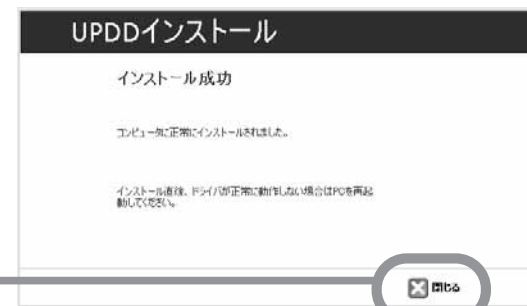 UPDDインストール
インストール成功
コンピュータに正常にインストールされました。
インストール直後、ドライバが正常に動作しない場合はPCを再起
動してください。
閉じる